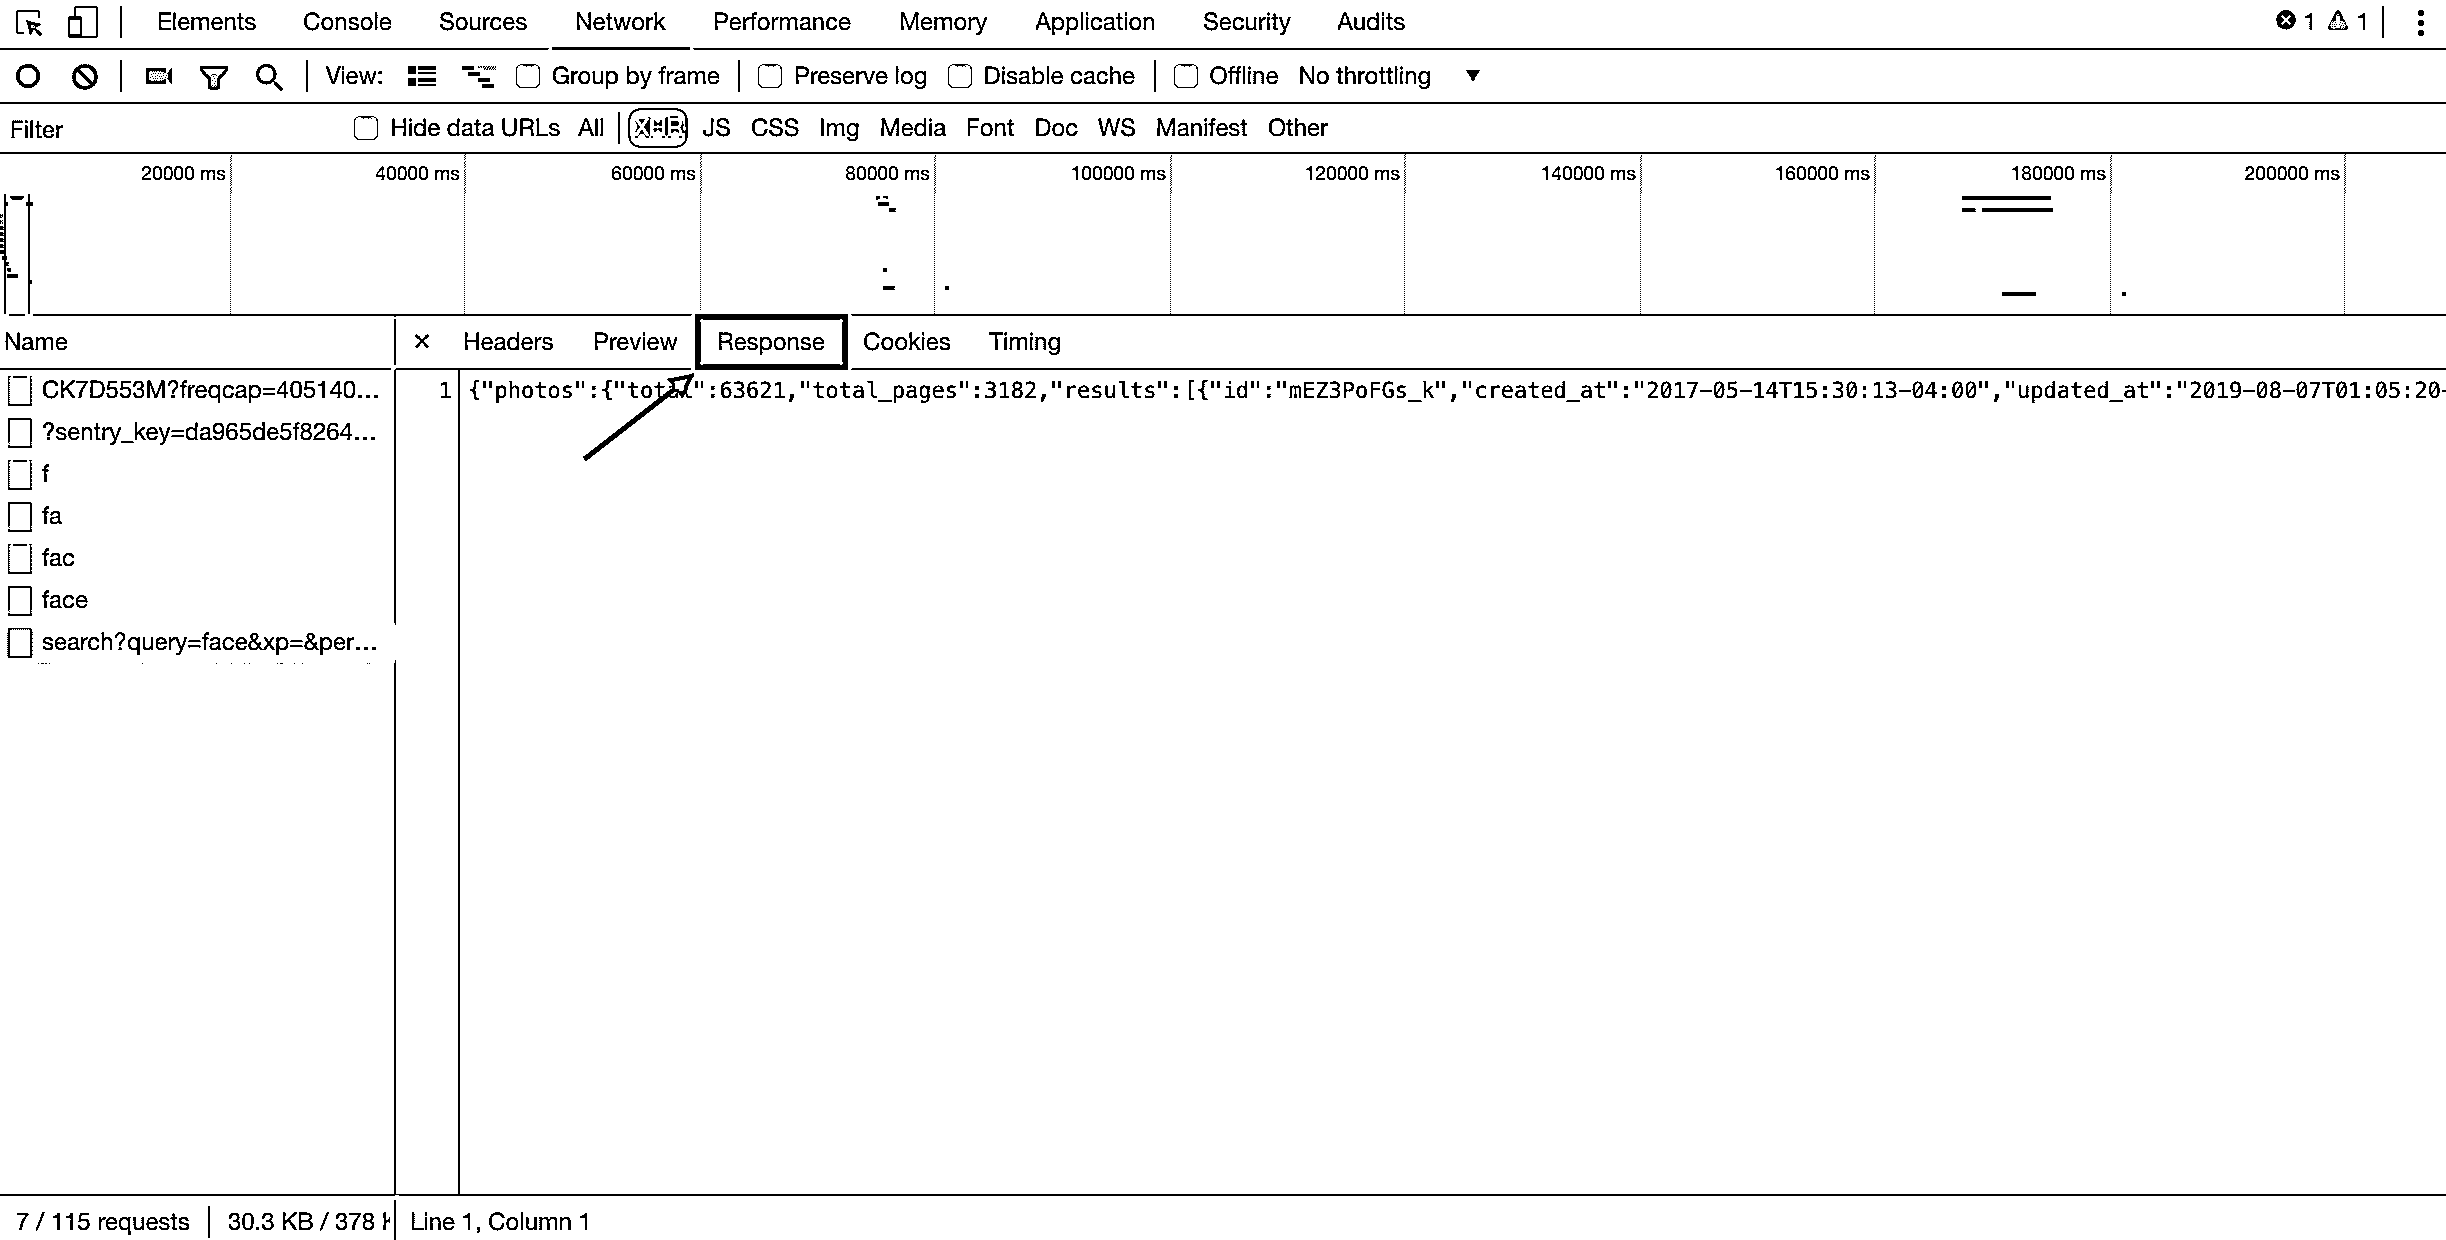 Elements Console Sources Network Performance Memory Application Security Audits 1 1
View: Group by frame Preserve log Disable cache Offline No throttling
Filter Hide data URLs All XHR JS CSS Img Media Font Doc WS Manifest Other
20000 ms 40000 ms 60000 ms 80000 ms 100000 ms 120000 ms 140000 ms 160000 ms 180000 ms 200000 ms
Name × Headers Preview Response Cookies Timing
CK7D553M?freqcap=405140... 1 {"photos":{"total":63621,"total_pages":3182,"results":[{"id":"mEZ3PoFGs_k","created_at":"2017-05-14T15:30:13-04:00","updated_at":"2019-08-07T01:05:20-
?sentry_key=da965de5f8264...
f
fa
fac
face
search?query=face&xp=&per...
7 / 115 requests 30.3 KB / 378 Line 1, Column 1